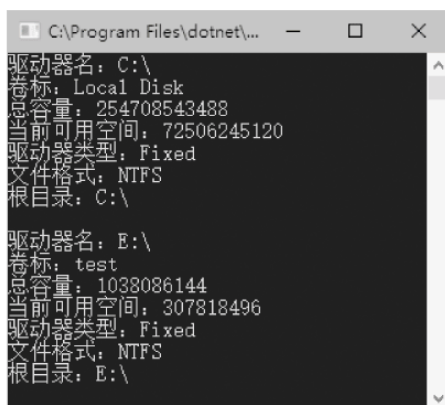 C:\Program Files\dotnet\...
驱动器名：C:\
卷标：Local Disk
总容量：254708543488
当前可用空间：72506245120
驱动器类型：Fixed
文件格式：NTFS
根目录：C:\
驱动器名：E:\
卷标：test
总容量：1038086144
当前可用空间：307818496
驱动器类型：Fixed
文件格式：NTFS
根目录：E:\